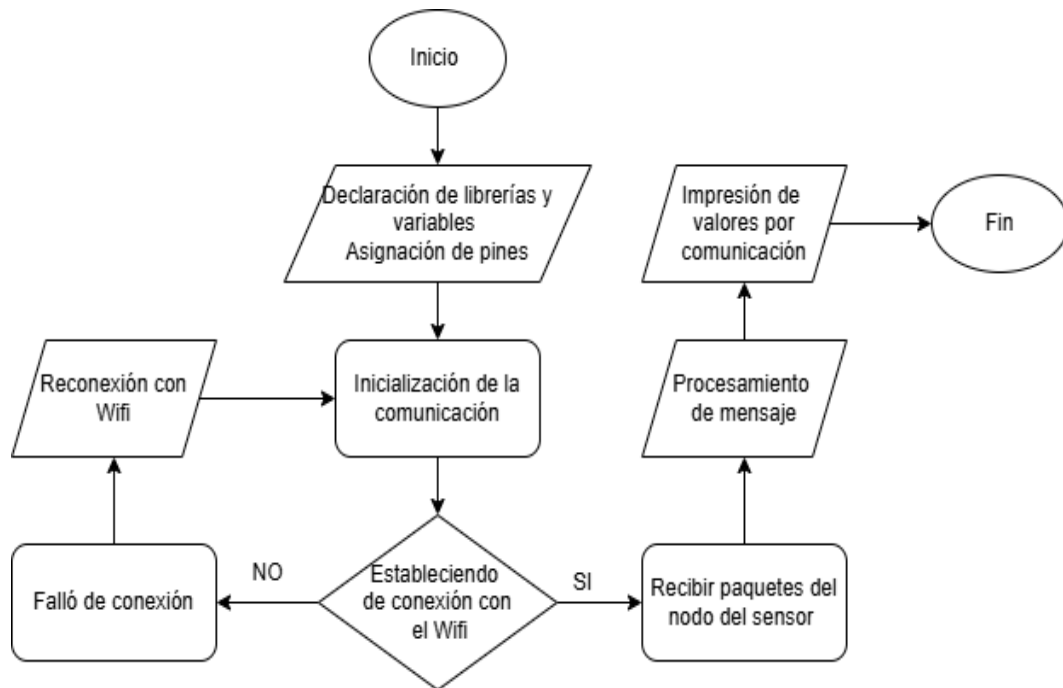 Inicio
Declaración de librerías y
variables
Asignación de pines
Impresión de
valores por
comunicación
Fin
Reconexión con
Wifi
Inicialización de la
comunicación
Procesamiento
de mensaje
Falló de conexión
NO
Estableciendo
de conexión con
el Wifi
SI
Recibir paquetes del
nodo del sensor